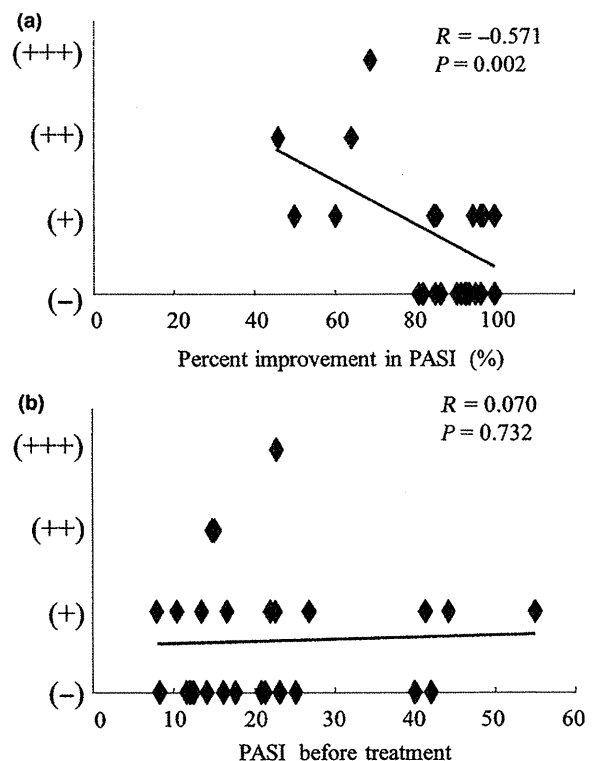 (a)
R = –0.571
P = 0.002
(+++)
(++)
(+)
(–)
0 20 40 60 80 100
Percent improvement in PASI (%)
(b)
R = 0.070
P = 0.732
(+++)
(++)
(+)
(–)
0 10 20 30 40 50 60
PASI before treatment